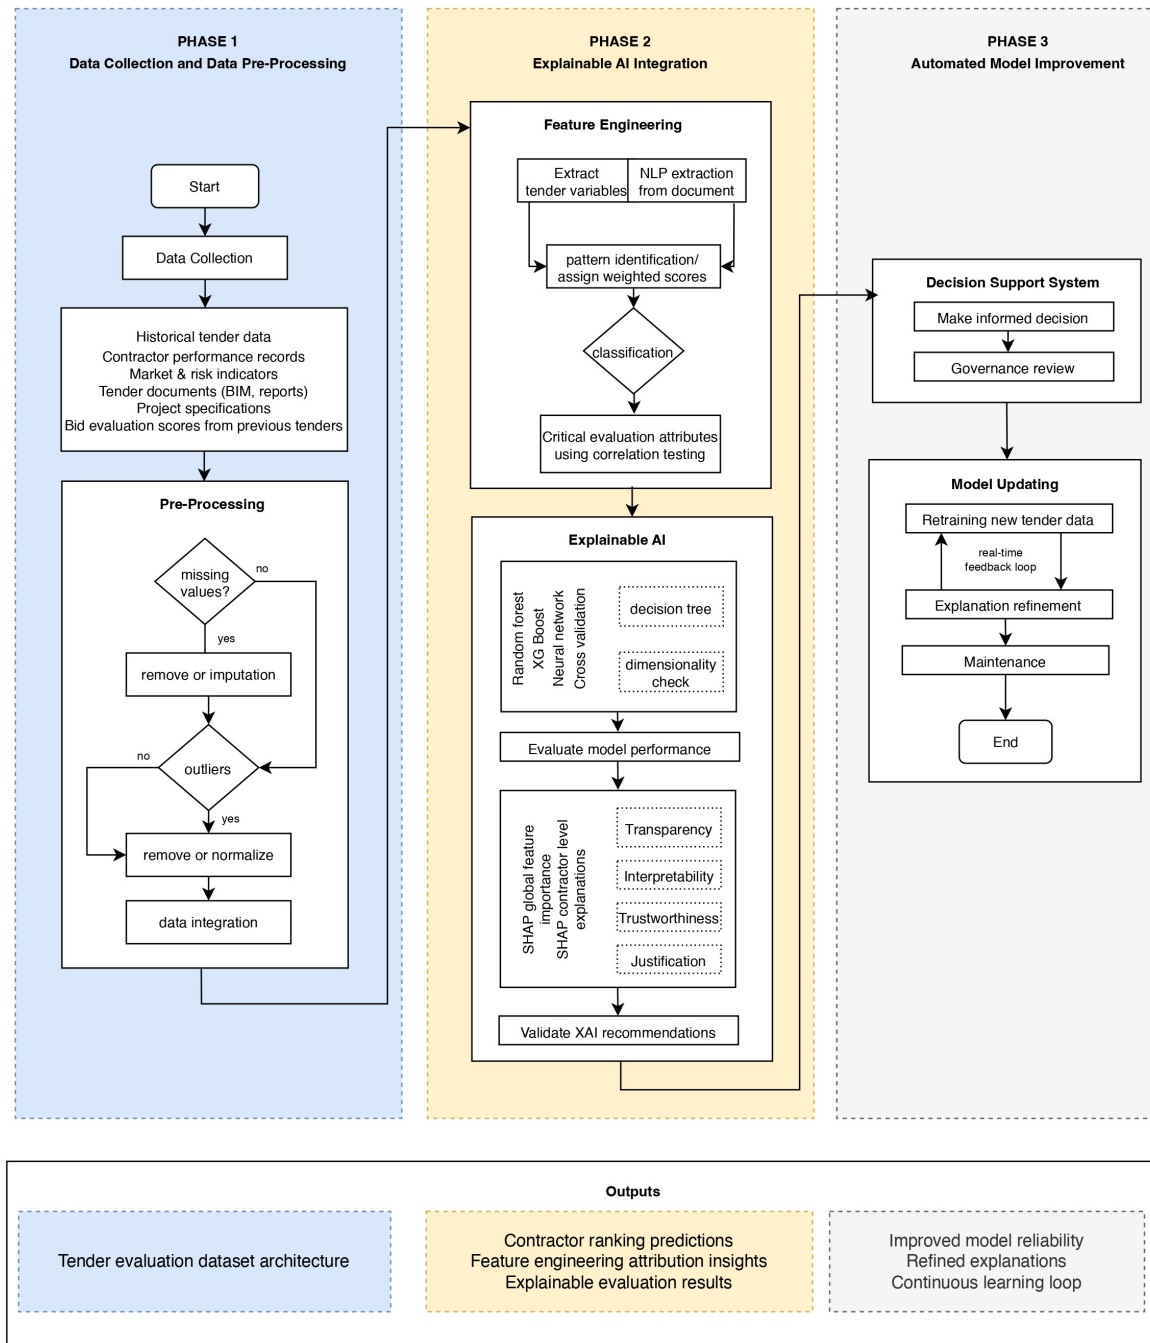 PHASE 1
Data Collection and Data Pre-Processing
Start
Data Collection
Historical tender data
Contractor performance records
Market & risk indicators
Tender documents (BIM, reports)
Project specifications
Bid evaluation scores from previous tenders
Pre-Processing
missing
values?
no
yes
remove or imputation
no
outliers
yes
remove or normalize
data integration
PHASE 2
Explainable AI Integration
Feature Engineering
Extract
tender variables
NLP extraction
from document
pattern identification/
assign weighted scores
classification
Critical evaluation attributes
using correlation testing
Explainable AI
Random forest
XG Boost
Neural network
Cross validation
decision tree
dimensionality
check
Evaluate model performance
SHAP global feature
importance
SHAP contractor level
explanations
Transparency
Interpretability
Trustworthiness
Justification
Validate XAI recommendations
PHASE 3
Automated Model Improvement
Decision Support System
Make informed decision
Governance review
Model Updating
Retraining new tender data
real-time
feedback loop
Explanation refinement
Maintenance
End
Outputs
Tender evaluation dataset architecture
Contractor ranking predictions
Feature engineering attribution insights
Explainable evaluation results
Improved model reliability
Refined explanations
Continuous learning loop